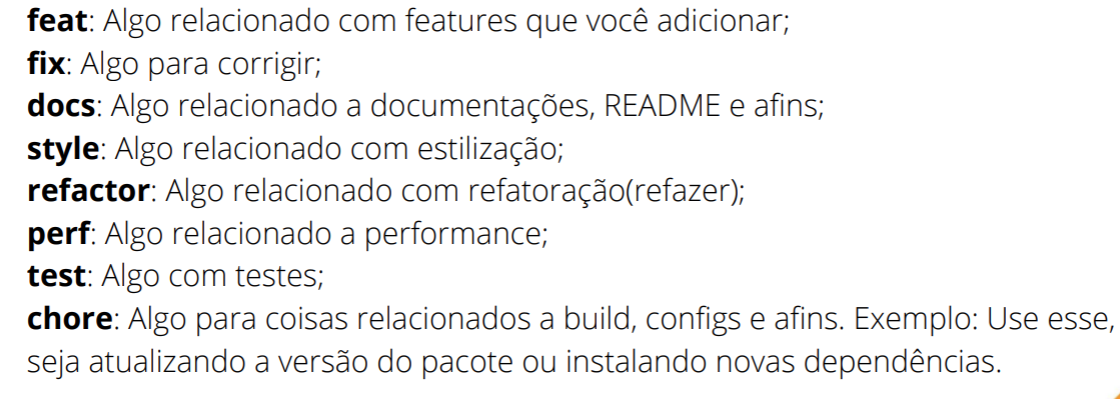 feat: Algo relacionado com features que você adicionar;
fix: Algo para corrigir;
docs: Algo relacionado a documentações, README e afins;
style: Algo relacionado com estilização;
refactor: Algo relacionado com refatoração(refazer);
perf: Algo relacionado a performance;
test: Algo com testes;
chore: Algo para coisas relacionados a build, configs e afins. Exemplo: Use esse,
seja atualizando a versão do pacote ou instalando novas dependências.